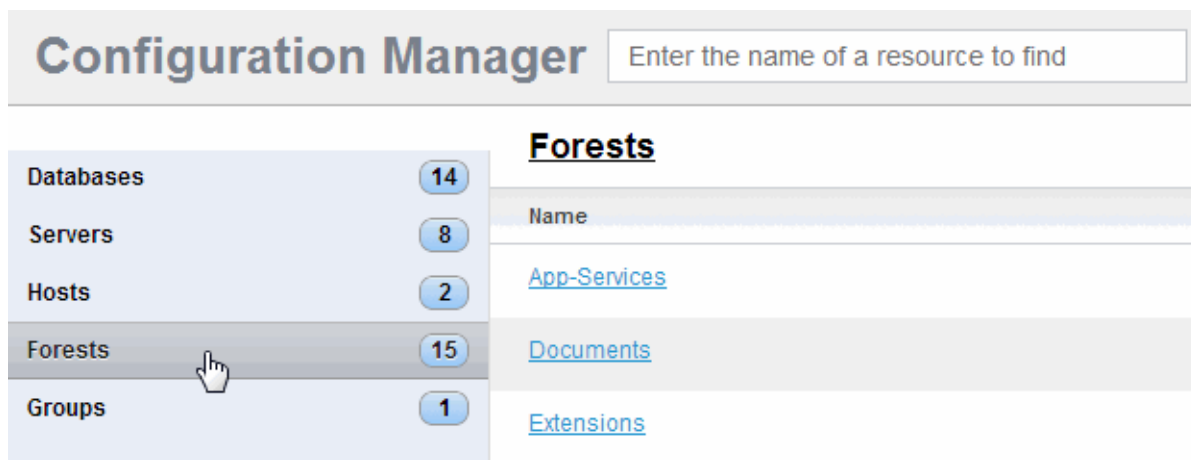 Configuration Manager
Enter the name of a resource to find
Databases 14
Servers 8
Hosts 2
Forests 15
Groups 1
Forests
Name
App-Services
Documents
Extensions